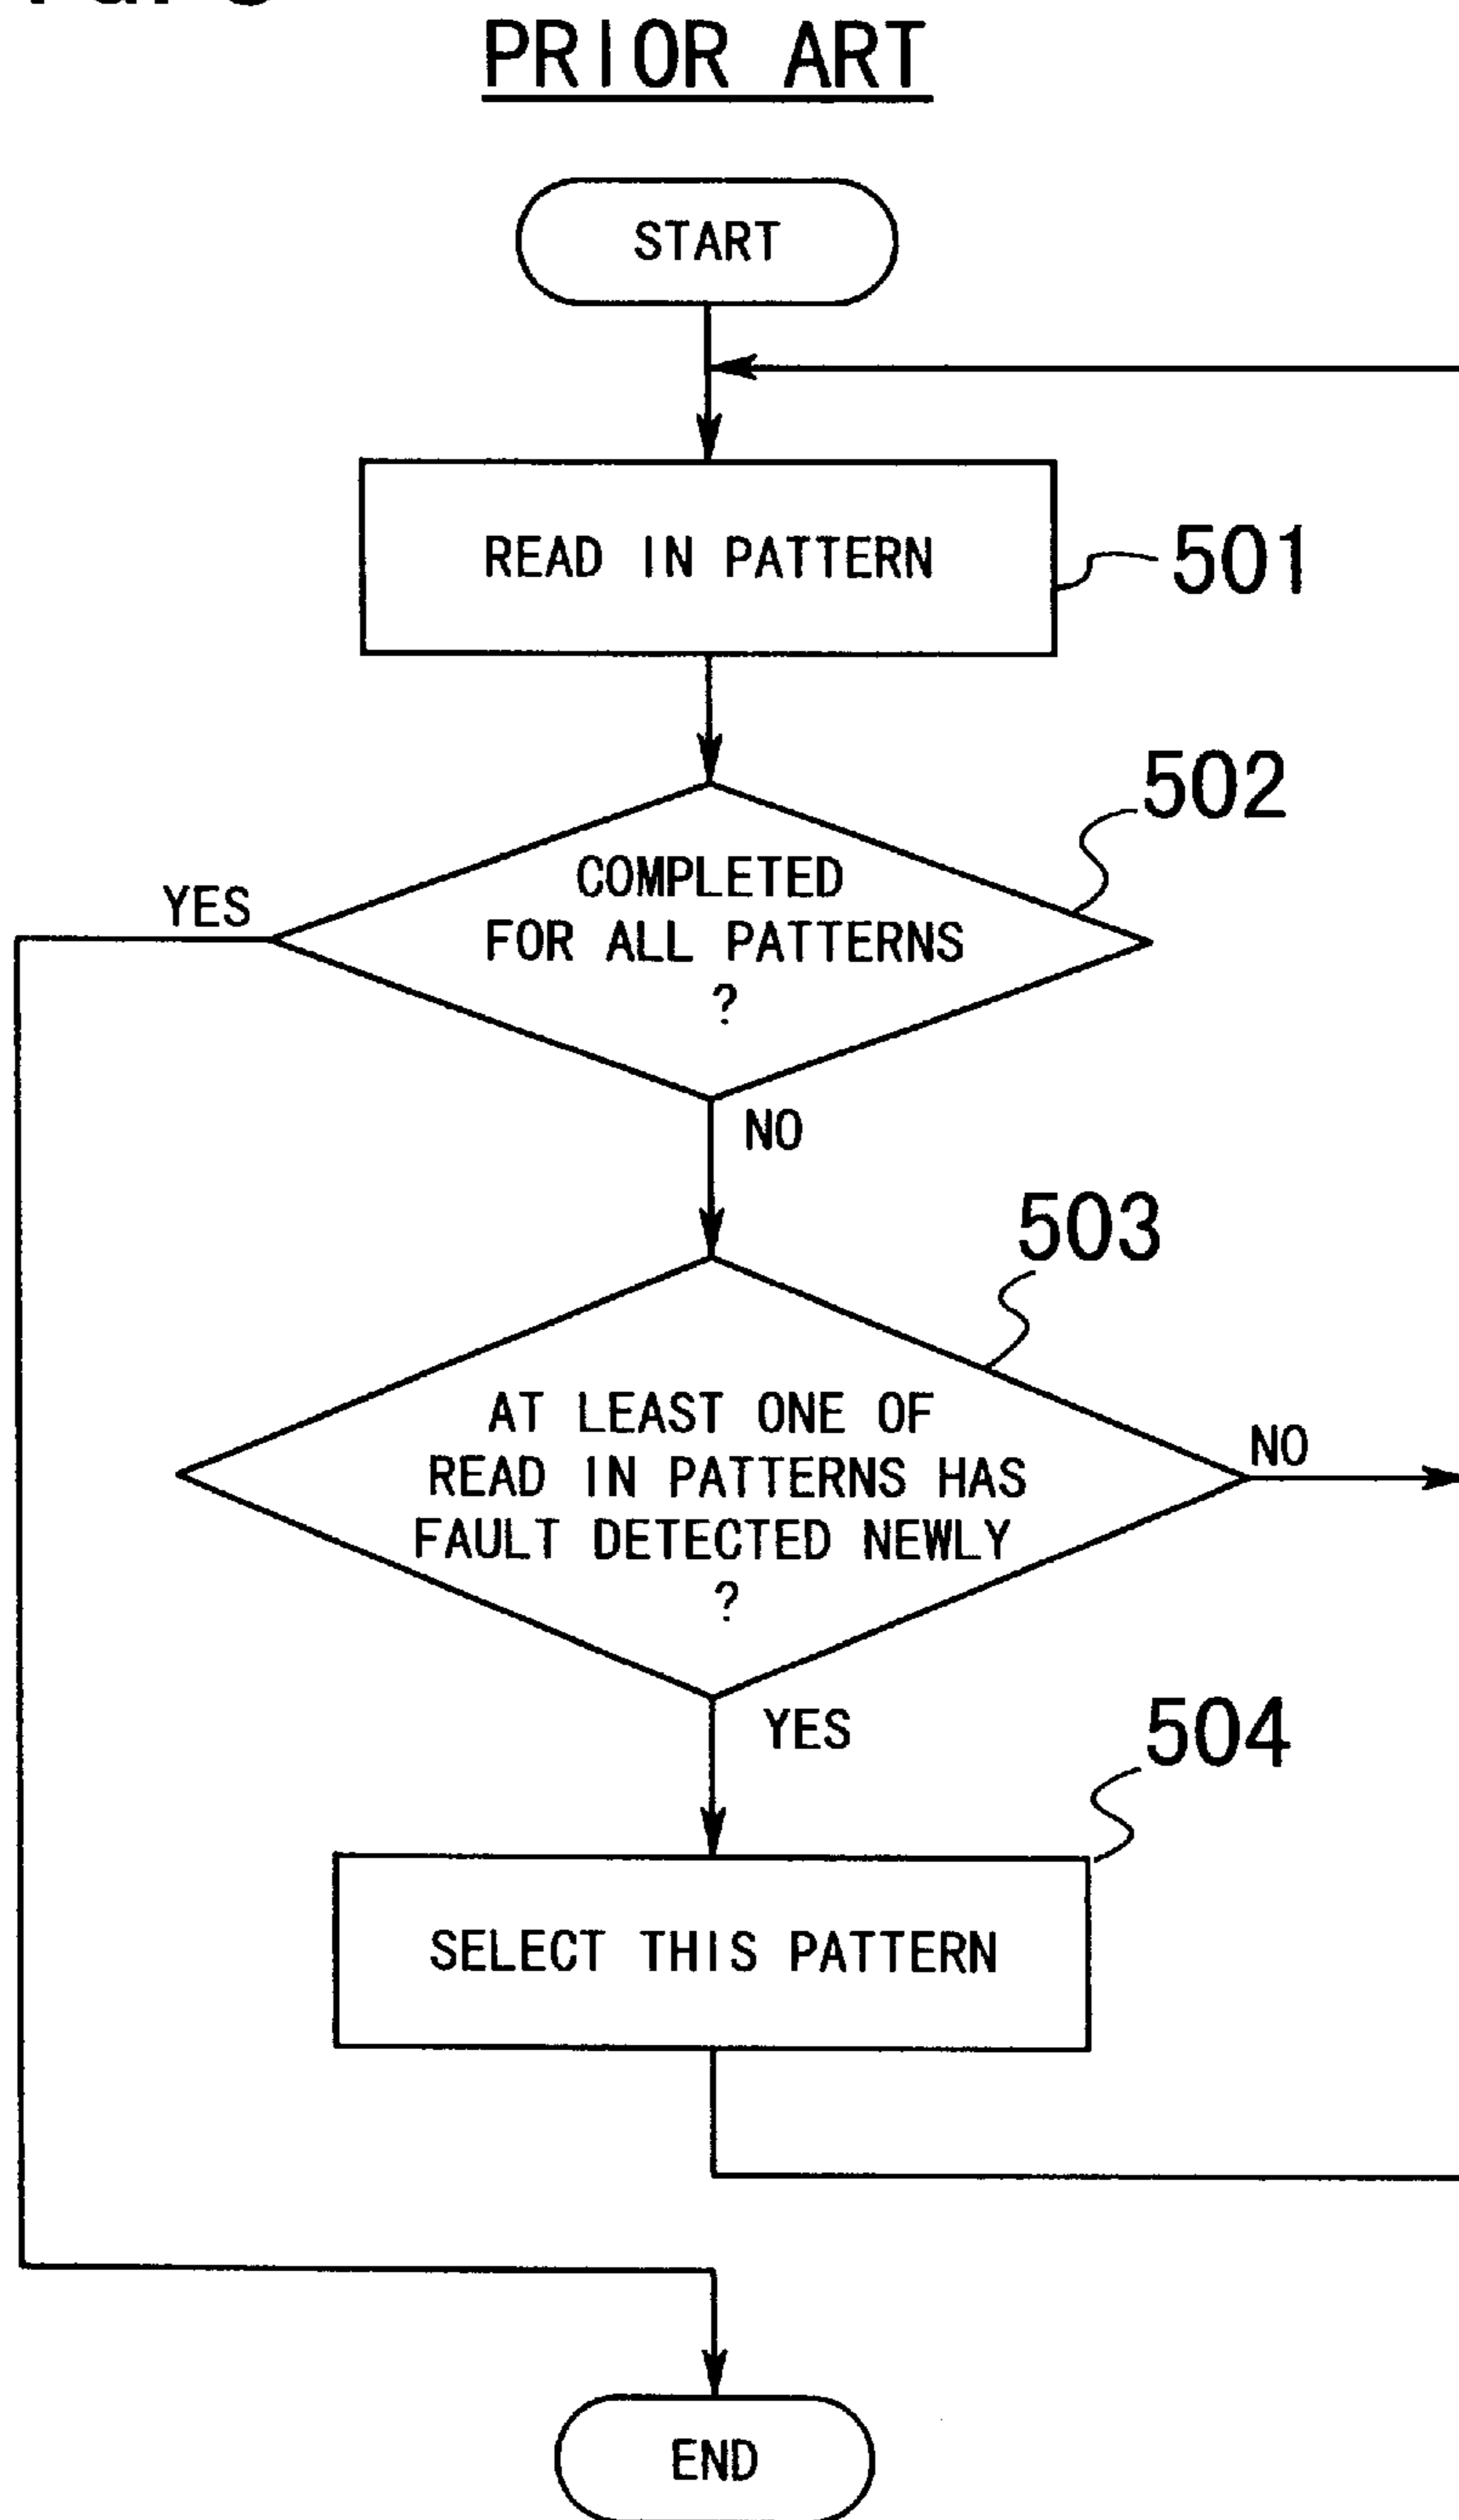 PRIOR ART
START
READ IN PATTERN
501
502
COMPLETED
FOR ALL PATTERNS
?
YES
NO
503
AT LEAST ONE OF
READ IN PATTERNS HAS
FAULT DETECTED NEWLY
?
NO
YES
504
SELECT THIS PATTERN
END